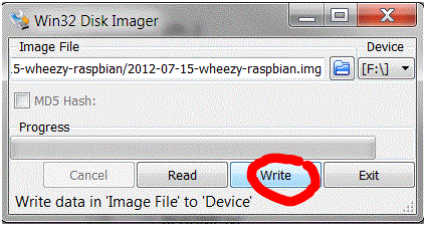 Win32 Disk Imager
Image File Device
.5-wheezy-raspbian/2012-07-15-wheezy-raspbian.img [F:\]
MD5 Hash:
Progress
Cancel Read Write Exit
Write data in 'Image File' to 'Device'